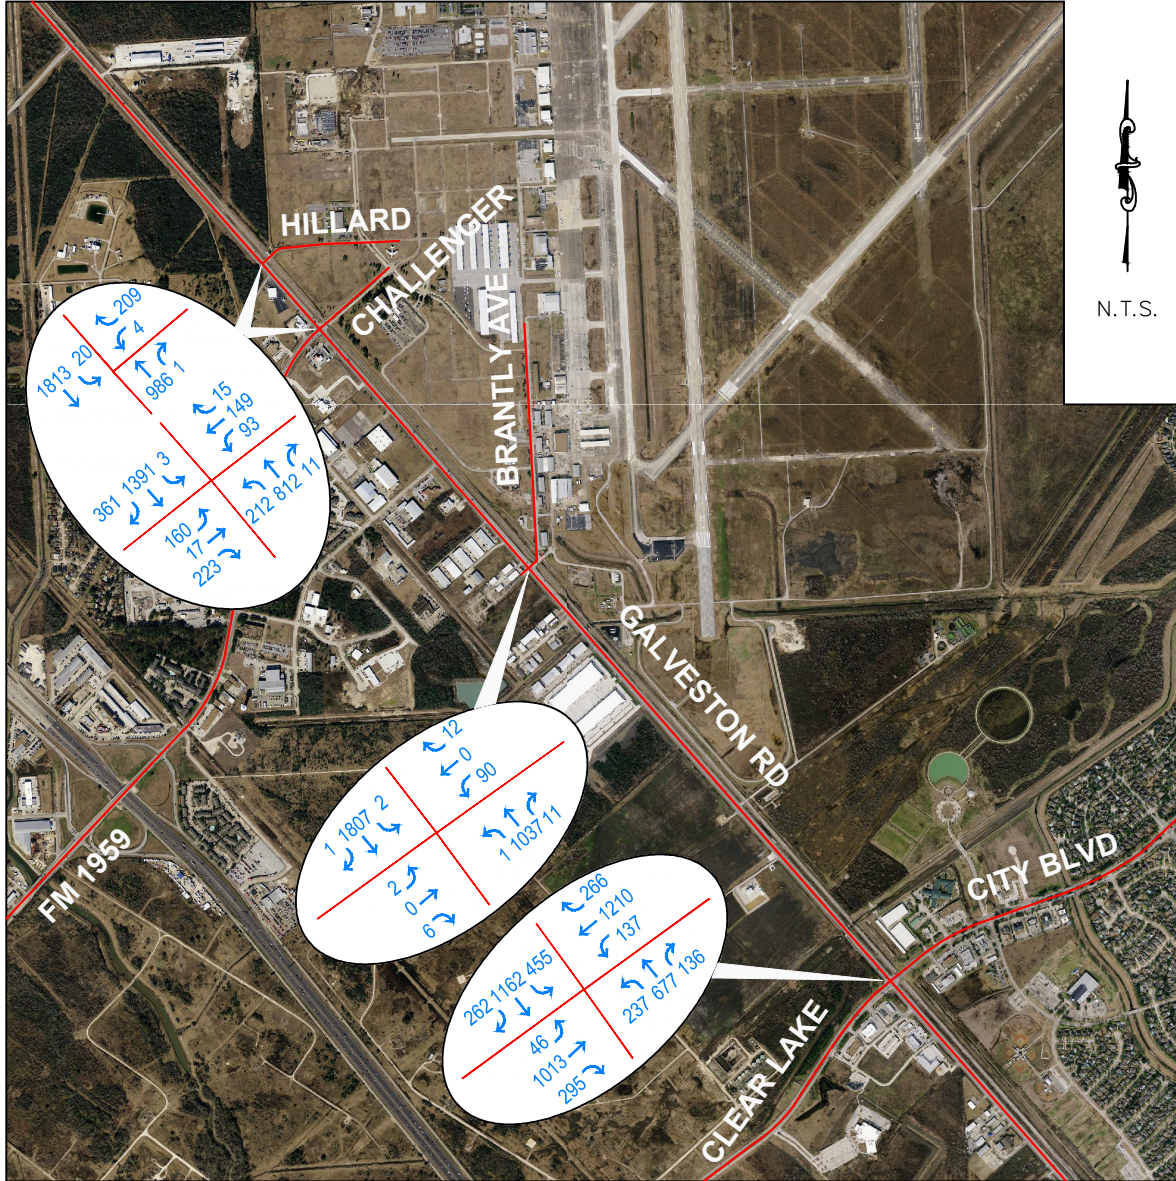 N.T.S.
HILLARD
CHALLENGER
BRANTLY AVE
GALVESTON RD
CITY BLVD
CLEAR LAKE
FM 1959
209
4
1813 20
986 1
15
149
93
361 1391 3
212 812 11
160
17
223
12
0
90
1 1807 2
1 1037 11
2
0
6
266
1210
137
262 1162 455
237 677 136
46
1013
295